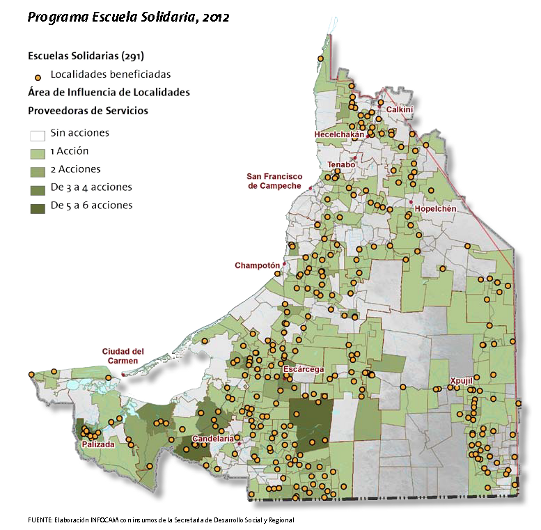 Programa Escuela Solidaria, 2012
Escuelas Solidarias (291)
Localidades beneficiadas
Área de Influencia de Localidades
Proveedoras de Servicios
Sin acciones
1 Acción
2 Acciones
De 3 a 4 acciones
De 5 a 6 acciones
Calkiní
Hecelchakán
Tenabo
San Francisco
de Campeche
Hopelchén
Champotón
Ciudad del
Carmen
Escárcega
Xpujil
Candelaria
Palizada
FUENTE: Elaboración INFOCAM con insumos de la Secretaría de Desarrollo Social y Regional